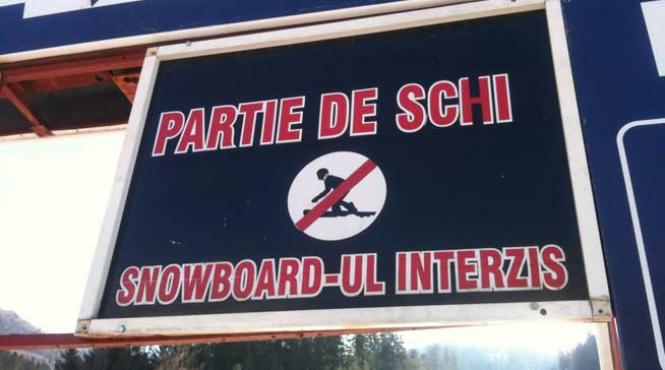 PARTIE DE SCHI
SNOWBOARD-UL INTERZIS